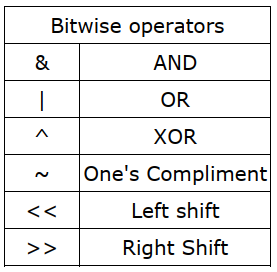 Bitwise operators
& AND
| OR
^ XOR
~ One's Compliment
<< Left shift
>> Right Shift